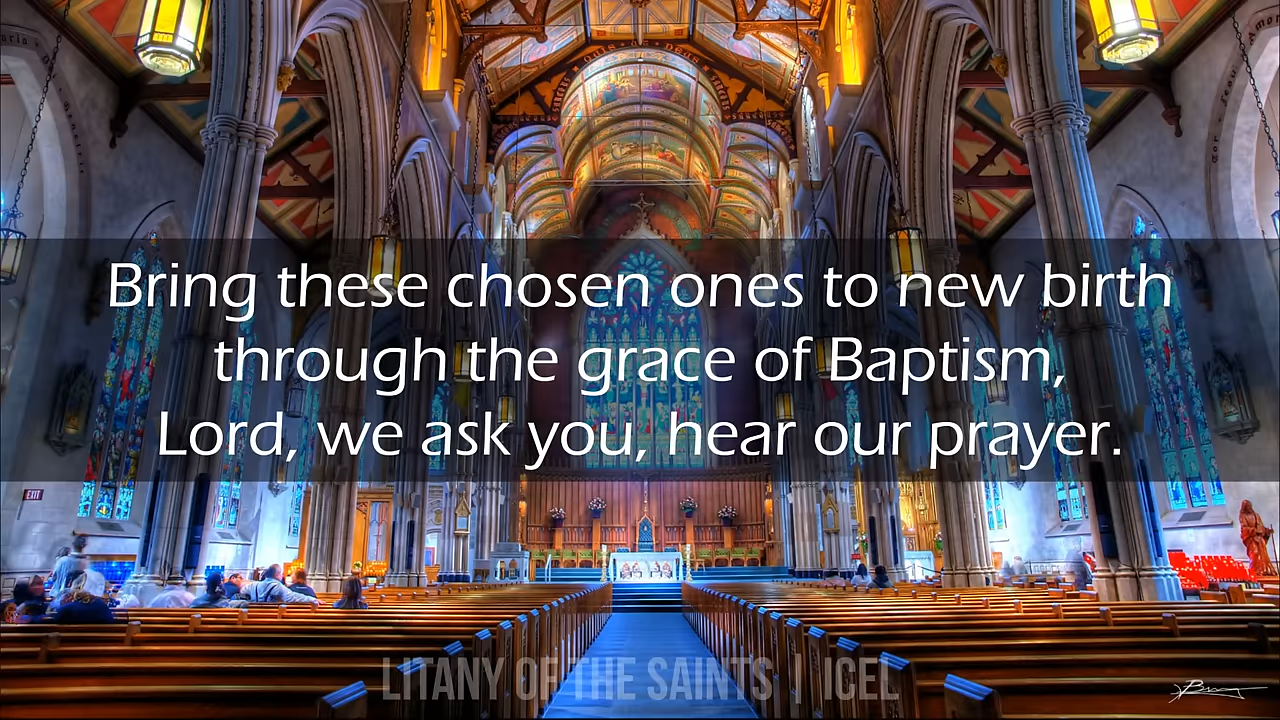 Bring these chosen ones to new birth
through the grace of Baptism,
Lord, we ask you, hear our prayer.
EXIT
LITANY OF THE SAINTS | ICEL